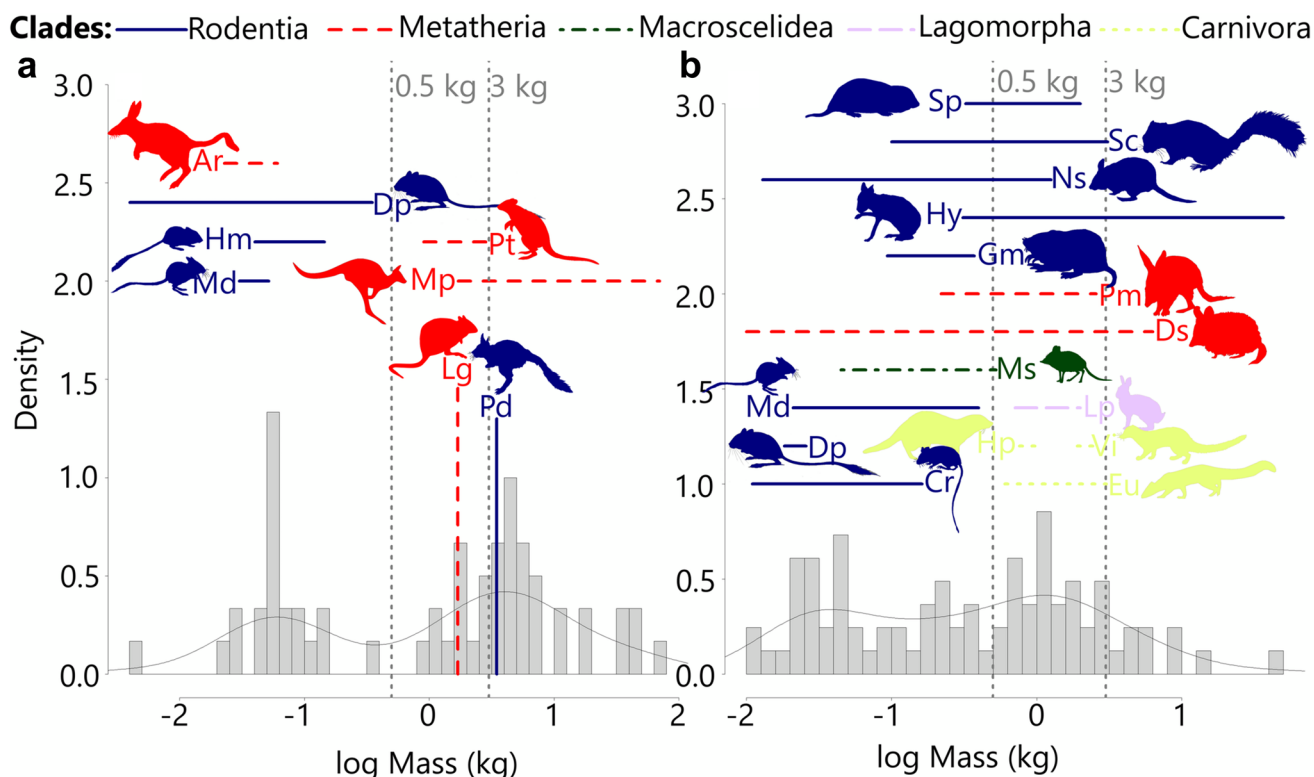 Clades: Rodentia Metatheria Macroscelidea Lagomorpha Carnivora
a
0.5 kg 3 kg
3.0
2.5
2.0
1.5
1.0
0.5
0.0
Density
Ar
Dp
Hm
Pt
Md
Mp
Lg
Pd
-2 -1 0 1 2
log Mass (kg)
b
0.5 kg 3 kg
3.0
2.5
2.0
1.5
1.0
0.5
0.0
Sp
Sc
Ns
Hy
Gm
Pm
Ds
Ms
Md
Lp
Dp
Hp
Vi
Cr
Eu
-2 -1 0 1
log Mass (kg)